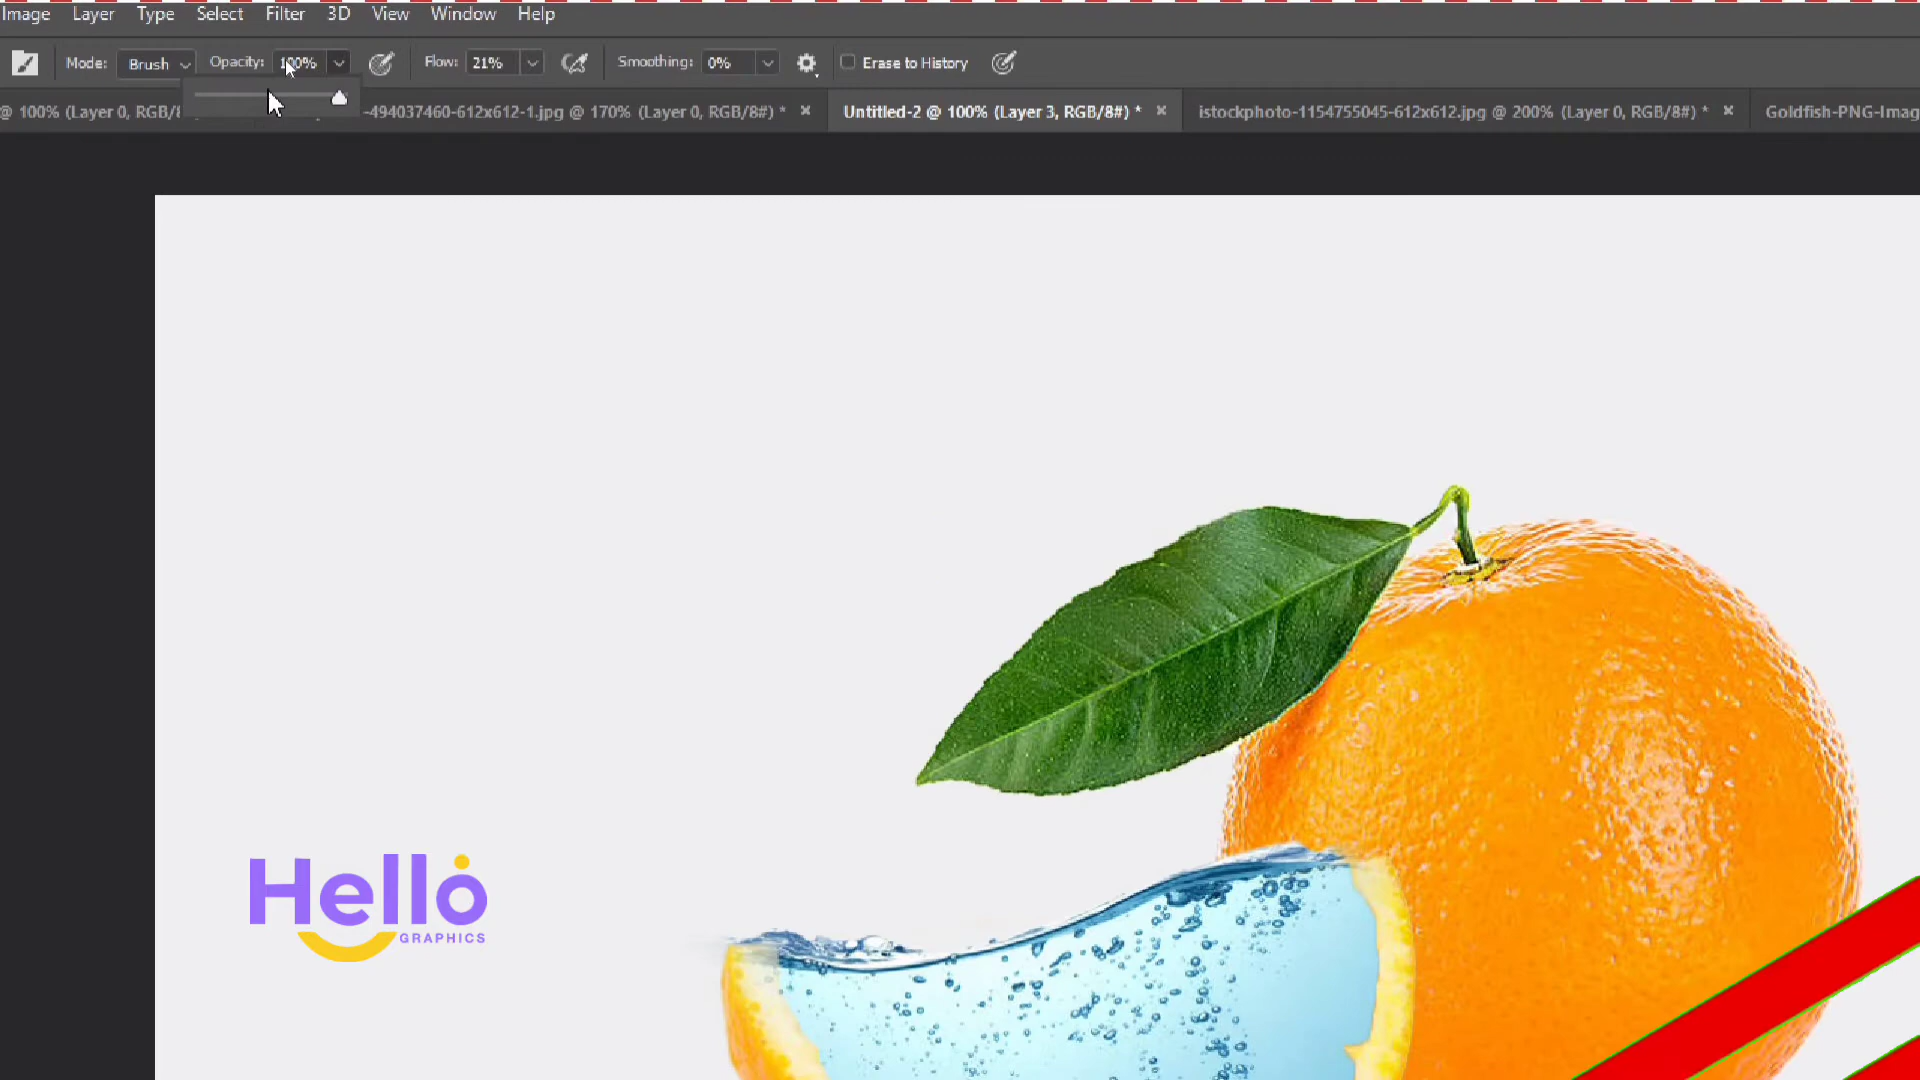 Image Layer Type Select Filter 3D View Window Help
Mode: Brush Opacity: 100% Flow: 21% Smoothing: 0% Erase to History
@ 100% (Layer 0, RGB/8 -494037460-612x612-1.jpg @ 170% (Layer 0, RGB/8#) * Untitled-2 @ 100% (Layer 3, RGB/8#) * istockphoto-1154755045-612x612.jpg @ 200% (Layer 0, RGB/8#) * Goldfish-PNG-Imag
Hello
GRAPHICS